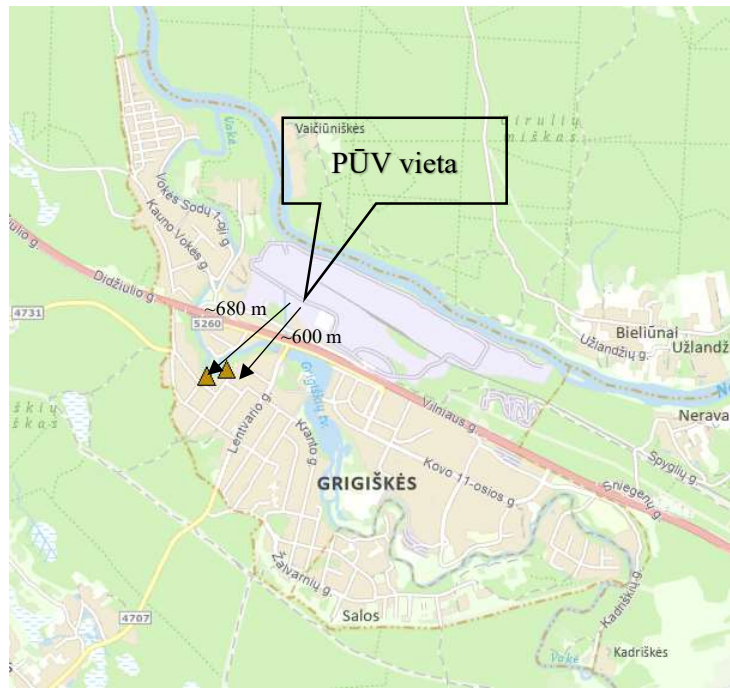 Vaičiūniškės
Vokė
miškas
PŪV vieta
Vokės Sodų 1-oji g.
Kauno Vokės g.
Didžiulio g.
4731
5260
~680 m
~600 m
Bieliūnai
Užlandžių g.
Užlandž
Grigiškių tv.
Vilniaus g.
Nerava
Lentvario g.
Kranto g.
Kovo 11-osios g.
Spyglių g.
Sniegenų g.
GRIGIŠKĖS
Žalvarnių g.
Salos
Kadriškių g.
4707
Vokė
Kadriškės